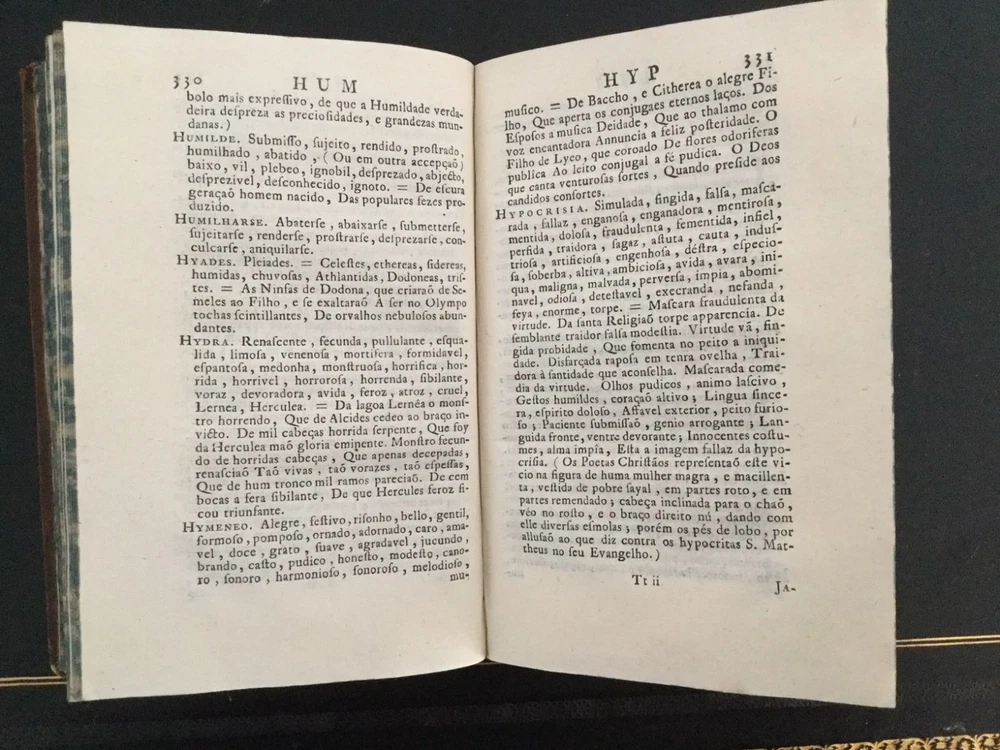 330 HUM
bolo mais expreſſivo, de que a Humildade verda-
deira deſpreza as precioſidades, e grandezas mun-
danas.)
HUMILDE. Submiſſo, ſujeito, rendido, proſtrado,
humilhado, abatido, (Ou em outra accepçaõ)
baixo, vil, plebeo, ignobil, deſprezado, abjecto,
deſprezivel, deſconhecido, ignoto. = De eſcura
geraçaõ homem nacido, Das populares fezes pro-
duzido.
HUMILHARSE. Abaterſe, abaixarſe, ſubmetterſe,
ſujeitarſe, renderſe, proſtrarſe, deſprezarſe, con-
culcarſe, aniquilarſe.
HYADES. Pleiades. = Celeſtes, ethereas, ſidereas,
humidas, chuvoſas, Athlantidas, Dodoneas, triſ-
tes. = As Ninfas de Dodona, que criaraõ de Se-
meles ao Filho, e ſe exaltaraõ A ſer no Olympo
tochas ſcintillantes, De orvalhos nebuloſos abun-
dantes.
HYDRA. Renaſcente, fecunda, pullulante, eſqua-
lida, limoſa, venenoſa, mortifera, formidavel,
eſpantoſa, medonha, monſtruoſa, horrifica, hor-
rida, horrivel, hororoſa, horrenda, ſibilante,
voraz, devoradora, avida, feroz, atroz, cruel,
Lernea, Herculea. = Da lagoa Lernéa o monſ-
tro horrendo, Que de Alcides cedeo ao braço in-
victo. De mil cabeças horrida ſerpente, Que foy
da Herculea maõ gloria eminente. Monſtro fecun-
do de horridas cabeças, Que apenas decepadas,
renaſciaõ Taõ vivas, taõ vorazes, taõ eſpeſſas,
Que de hum tronco mil ramos pareciaõ. De cem
bocas a fera ſibilante, De que Hercules feroz fi-
cou triunfante.
HYMENEO. Alegre, feſtivo, riſonho, bello, gentil,
formoſo, pompoſo, ornado, adornado, caro, ama-
vel, doce, grato, ſuave, agradavel, jucundo,
brando, caſto, pudico, honeſto, modeſto, cano-
ro, ſonoro, harmonioſo, ſonoroſo, melodioſo,
mu-
HYP 331
muſico. = De Baccho, e Citherea o alegre Fi-
lho, Que aperta os conjugaes eternos laços. Dos
Eſpoſos a muſica Deidade, Que ao thalamo com
voz encantadora Annuncia a feliz poſteridade. O
Filho de Lyeo, que coroado De flores odoriferas
publica Ao leito conjugal a fé pudica. O Deos
que canta venturoſas ſortes, Quando preſide aos
candidos conſortes.
HYPOCRISIA. Simulada, fingida, falſa, maſca-
rada, fallaz, enganoſa, enganadora, mentiroſa,
mentida, doloſa, fraudulenta, fementida, infiel,
perfida, traidora, ſagaz, aſtuta, cauta, induſ-
trioſa, artificioſa, engenhoſa, déſtra, eſpecio-
ſa, ſoberba, altiva, ambicioſa, avida, avara, ini-
qua, maligna, malvada, perverſa, impia, abomi-
navel, odioſa, deteſtavel, execranda, nefanda,
feya, enorme, torpe. = Maſcara fraudulenta da
virtude. Da ſanta Religiaõ torpe apparencia. De
ſemblante traidor falſa modeſtia. Virtude vã, fin-
gida probidade, Que fomenta no peito a iniqui-
dade. Disfarçada rapoſa em tenra ovelha, Trai-
dora à ſantidade que aconſelha. Maſcarada come-
dia da virtude. Olhos pudicos, animo laſcivo,
Geſtos humildes, coraçaõ altivo; Lingua ſince-
ra, eſpirito doloſo, Affavel exterior, peito furio-
ſo; Paciente ſubmiſſaõ, genio arrogante; Lan-
guida fronte, ventre devorante; Innocentes coſtu-
mes, alma impia, Eſta a imagem fallaz da hypo-
criſia. (Os Poetas Chriſtãos repreſentaõ eſte vi-
cio na figura de huma mulher magra, e macillen-
ta, veſtida de pobre ſayal, em partes roto, e em
partes remendado; cabeça inclinada para o chaõ,
véo no roſto, e o braço direito nú, dando com
elle diverſas eſmolas; porém os pés de lobo, por
alluſaõ ao que diz contra os hypocritas S. Mat-
theus no ſeu Evangelho.)
Tt ii
JA-